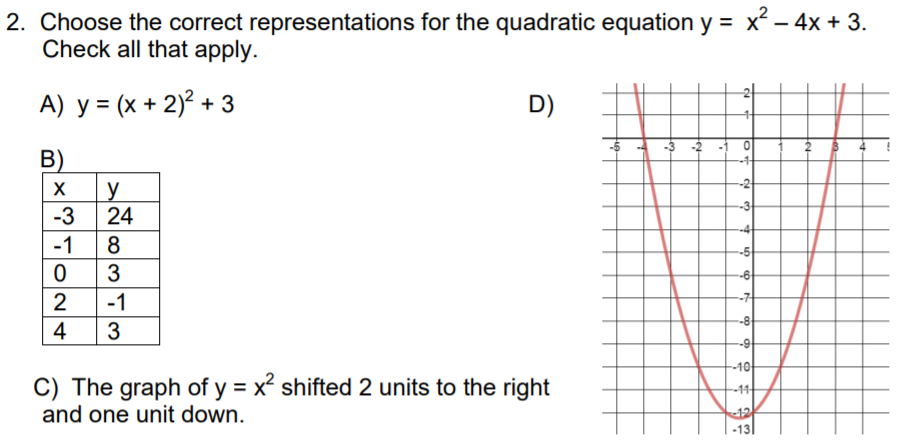 2. Choose the correct representations for the quadratic equation y = x² – 4x + 3.
Check all that apply.
A) y = (x + 2)² + 3
B)
x y
-3 24
-1 8
0 3
2 -1
4 3
C) The graph of y = x² shifted 2 units to the right
and one unit down.
D)
2
1
-5 -4 -3 -2 -1 0 1 2 3 4
-1
-2
-3
-4
-5
-6
-7
-8
-9
-10
-11
-12
-13